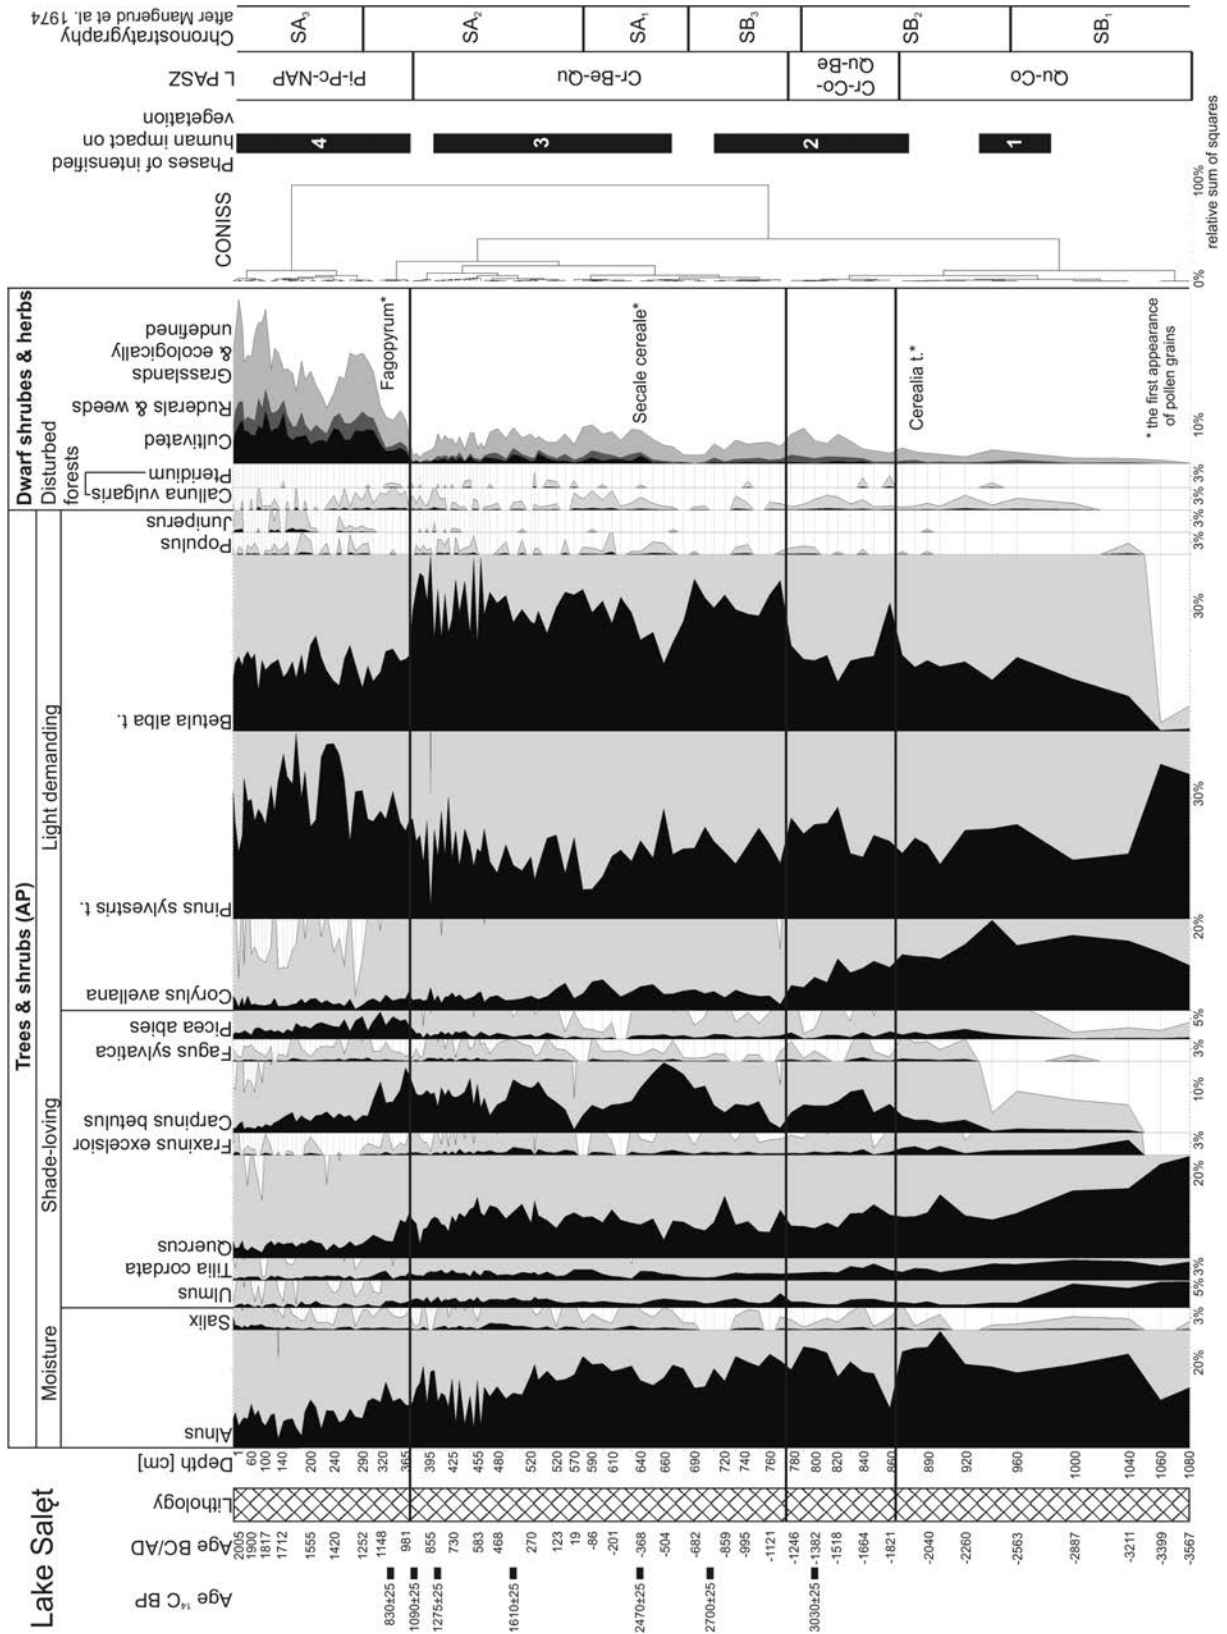 Lake Sałęt
Age ¹⁴C BP
830±25
1090±25
1275±25
1610±25
2470±25
2700±25
3030±25
Age BC/AD
2005
1900
1817
1712
1555
1420
1252
1148
981
855
730
583
468
270
123
19
-86
-201
-368
-504
-682
-859
-995
-1121
-1246
-1382
-1518
-1664
-1821
-2040
-2260
-2563
-2887
-3211
-3399
-3567
Lithology
Depth [cm]
1
60
100
140
200
240
290
320
365
395
425
455
480
520
520
570
590
610
640
660
690
720
740
760
780
800
820
840
860
890
920
960
1000
1040
1060
1080
Trees & shrubs (AP)
Moisture
Alnus
20%
Salix
3%
Shade-loving
Ulmus
5%
Tilia cordata
3%
Quercus
20%
Fraxinus excelsior
3%
Carpinus betulus
10%
Fagus sylvatica
3%
Picea abies
5%
Light demanding
Corylus avellana
20%
Pinus sylvestris t.
30%
Betula alba t.
30%
Populus
3%
Juniperus
3%
Dwarf shrubes & herbs
Disturbed
forests
Calluna vulgaris
3%
Pteridium
3%
Cultivated
Ruderals & weeds
Grasslands
& ecologically
undefined
10%
Fagopyrum*
Secale cereale*
Cerealia t.*
* the first appearance
of pollen grains
CONISS
0%
100%
relative sum of squares
Phases of intensified
human impact on
vegetation
4
3
2
1
L PASZ
Pi-Pc-NAP
Cr-Be-Qu
Cr-Co-
Qu-Be
Qu-Co
Chronostratygraphy
after Mangerud et al. 1974
SA₃
SA₂
SA₁
SB₃
SB₂
SB₁